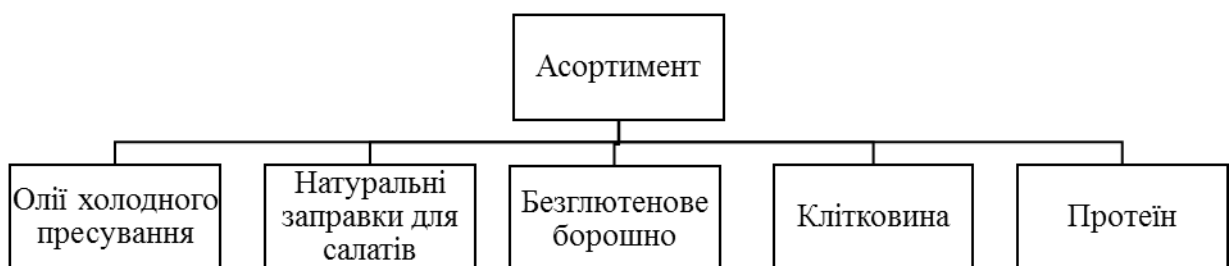 Асортимент
Олії холодного
пресування
Натуральні
заправки для
салатів
Безглютенове
борошно
Клітковина
Протеїн